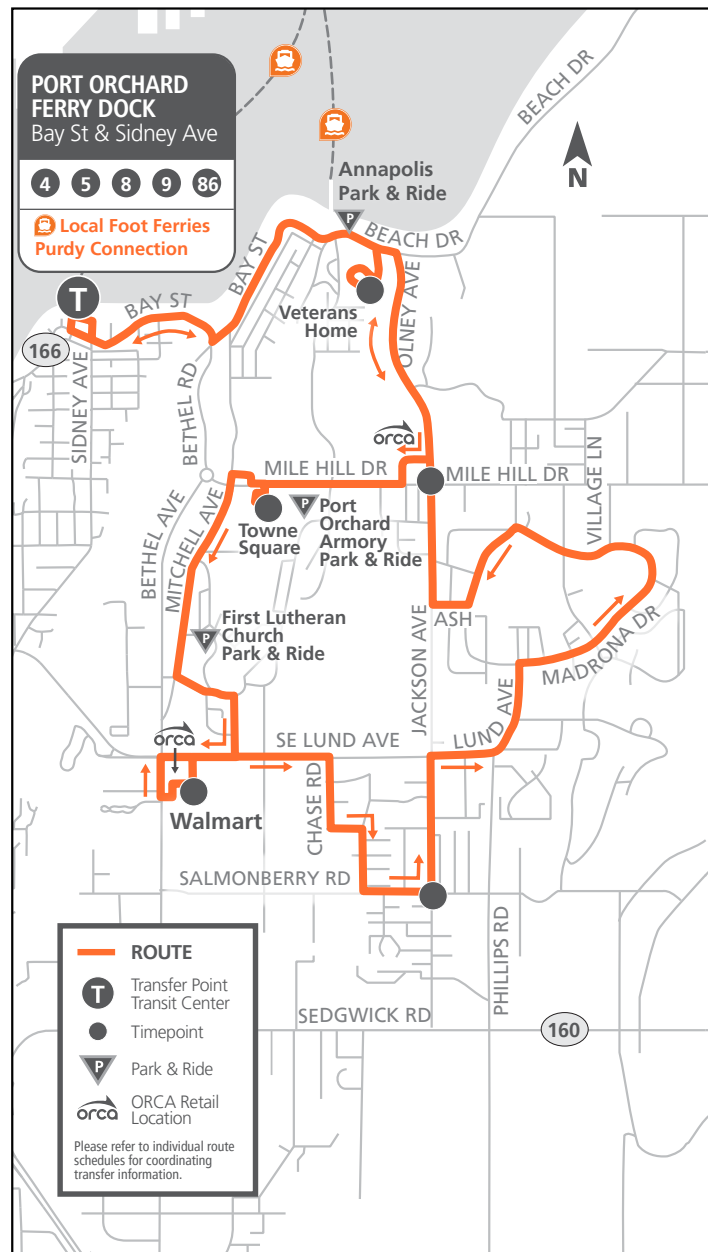 PORT ORCHARD
FERRY DOCK
Bay St & Sidney Ave
4 5 8 9 86
Local Foot Ferries
Purdy Connection
BEACH DR
N
Annapolis
Park & Ride
P
BEACH DR
BAY ST
T
BAY ST
Veterans
Home
OLNEY AVE
166
SIDNEY AVE
BETHEL RD
orca
MILE HILL DR
MILE HILL DR
VILLAGE LN
P
Towne
Square
Port
Orchard
Armory
Park & Ride
BETHEL AVE
MITCHELL AVE
First Lutheran
Church
Park & Ride
P
ASH
MADRONA DR
JACKSON AVE
LUND AVE
orca
SE LUND AVE
CHASE RD
Walmart
SALMONBERRY RD
PHILLIPS RD
SEDGWICK RD
160
ROUTE
T
Transfer Point
Transit Center
Timepoint
P
Park & Ride
orca
ORCA Retail
Location
Please refer to individual route
schedules for coordinating
transfer information.